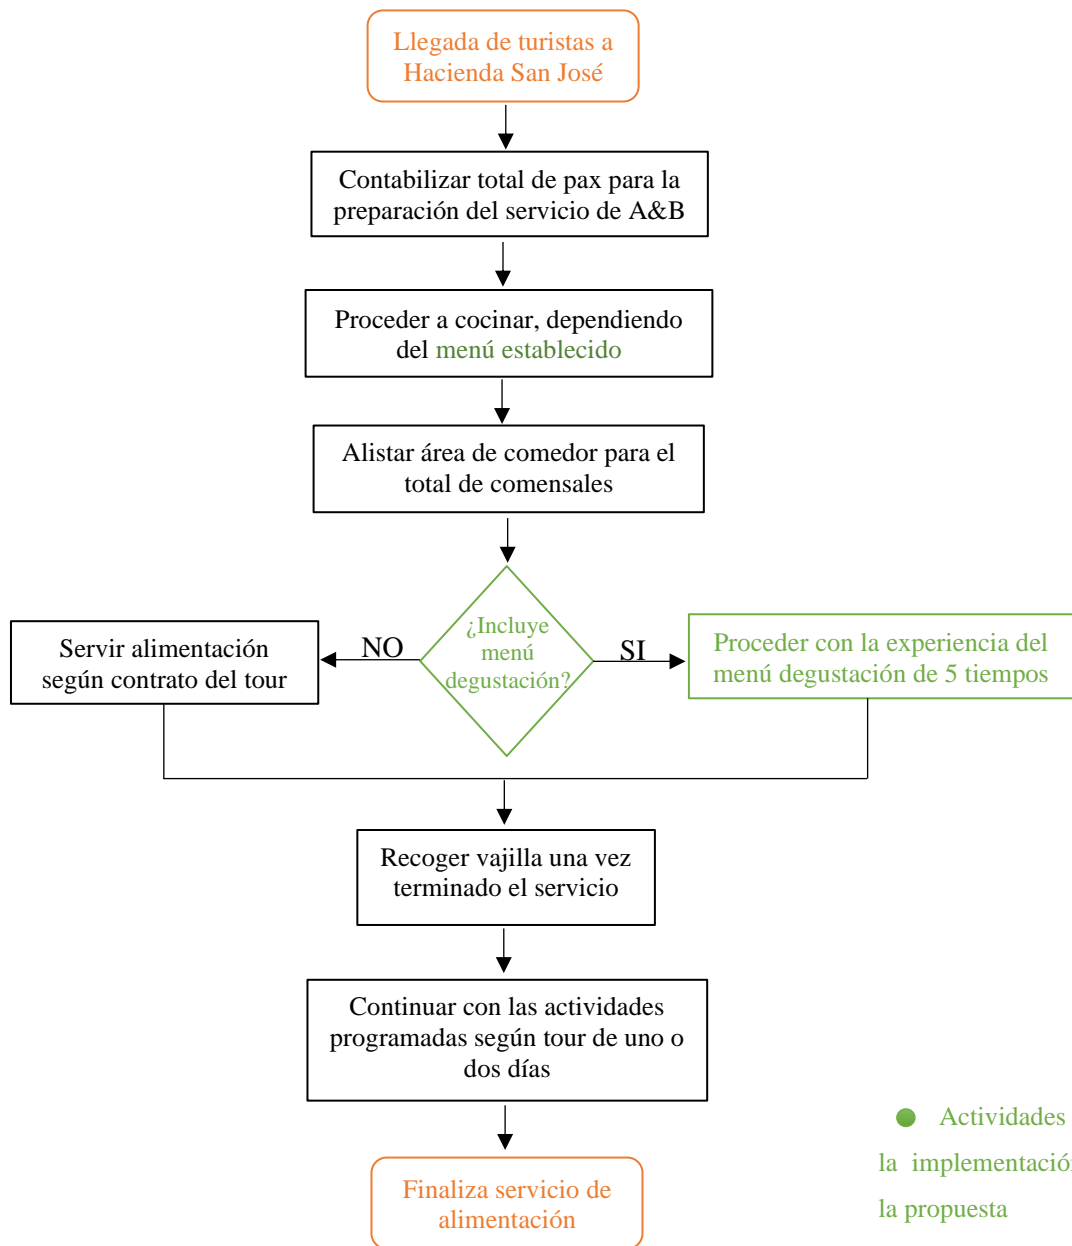 Llegada de turistas a
Hacienda San José
Contabilizar total de pax para la
preparación del servicio de A&B
Proceder a cocinar, dependiendo
del menú establecido
Alistar área de comedor para el
total de comensales
¿Incluye
menú
degustación?
NO
SI
Servir alimentación
según contrato del tour
Proceder con la experiencia del
menú degustación de 5 tiempos
Recoger vajilla una vez
terminado el servicio
Continuar con las actividades
programadas según tour de uno o
dos días
Finaliza servicio de
alimentación
Actividades
la implementación
la propuesta